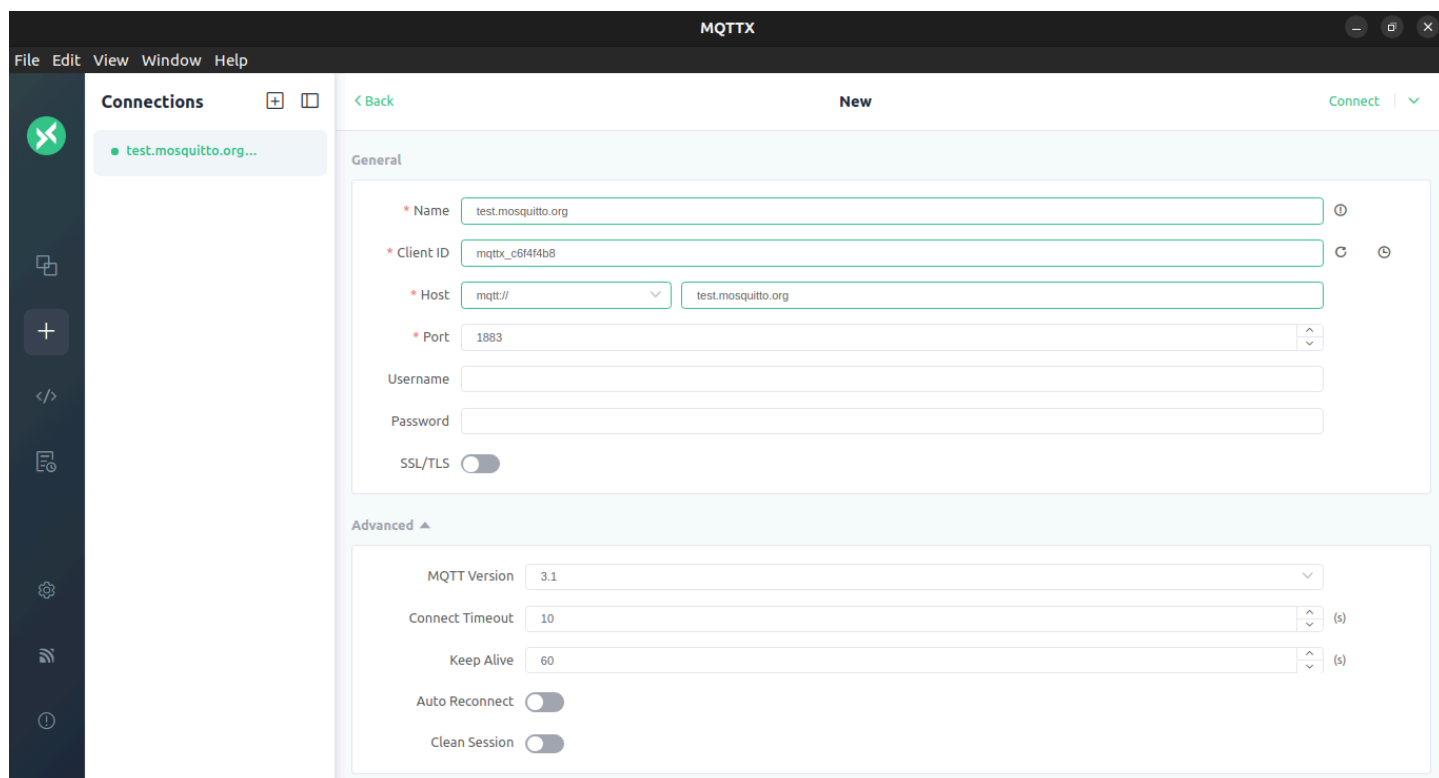 MQTTX
File Edit View Window Help
Connections
test.mosquitto.org...
Back
New
Connect
General
* Name test.mosquitto.org
* Client ID mqttx_c6f4f4b8
* Host mqtt:// test.mosquitto.org
* Port 1883
Username
Password
SSL/TLS
Advanced
MQTT Version 3.1
Connect Timeout 10 (s)
Keep Alive 60 (s)
Auto Reconnect
Clean Session